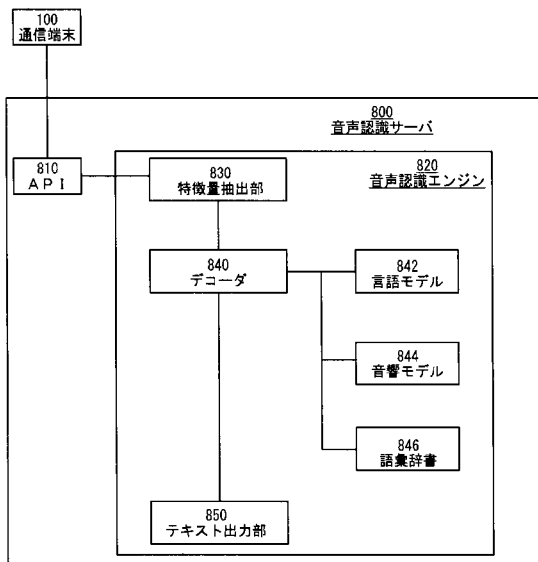 100
通信端末
800
音声認識サーバ
810
API
820
音声認識エンジン
830
特徴量抽出部
840
デコーダ
842
言語モデル
844
音響モデル
846
語彙辞書
850
テキスト出力部